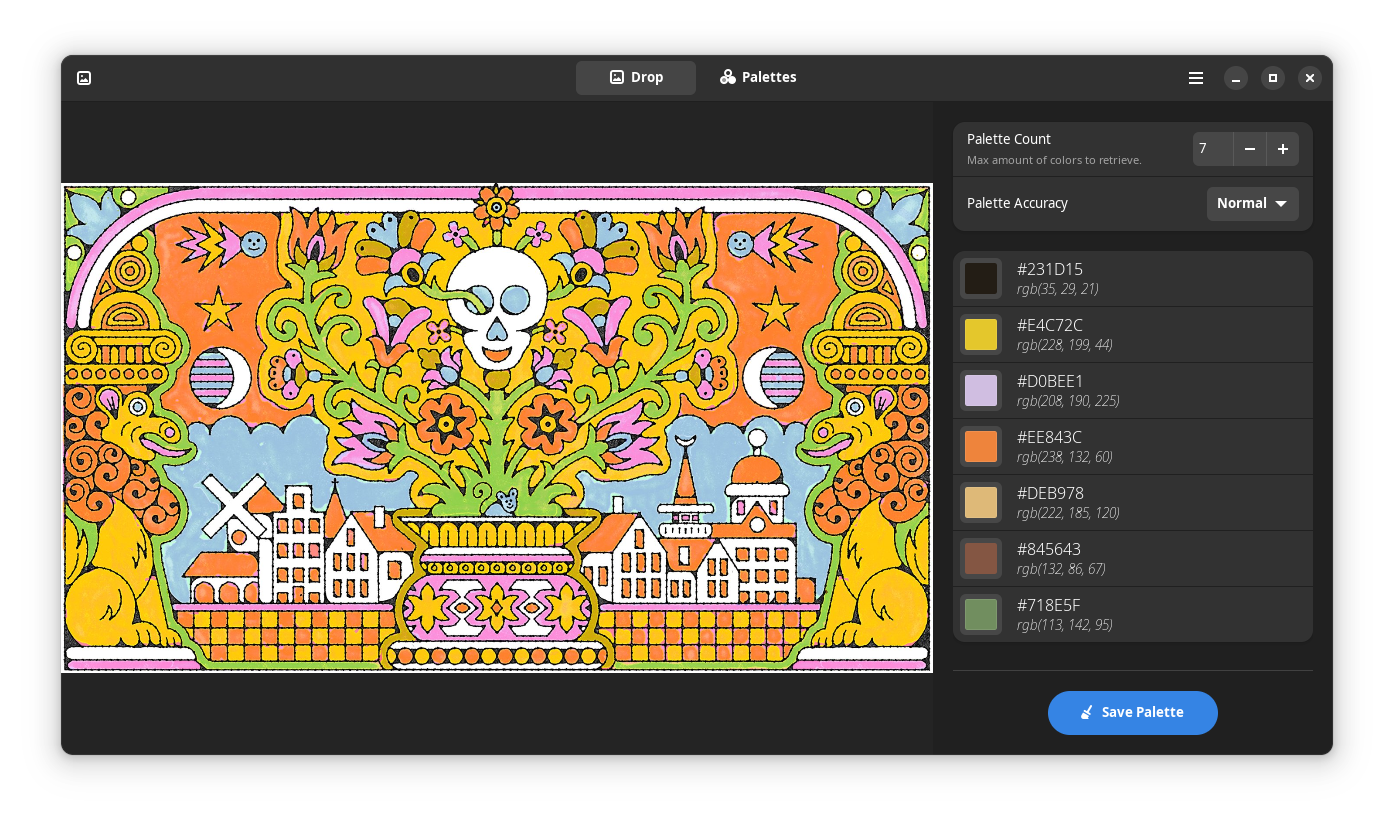 Drop
Palettes
Palette Count
Max amount of colors to retrieve.
7
Palette Accuracy
Normal
#231D15
rgb(35, 29, 21)
#E4C72C
rgb(228, 199, 44)
#D0BEE1
rgb(208, 190, 225)
#EE843C
rgb(238, 132, 60)
#DEB978
rgb(222, 185, 120)
#845643
rgb(132, 86, 67)
#718E5F
rgb(113, 142, 95)
Save Palette